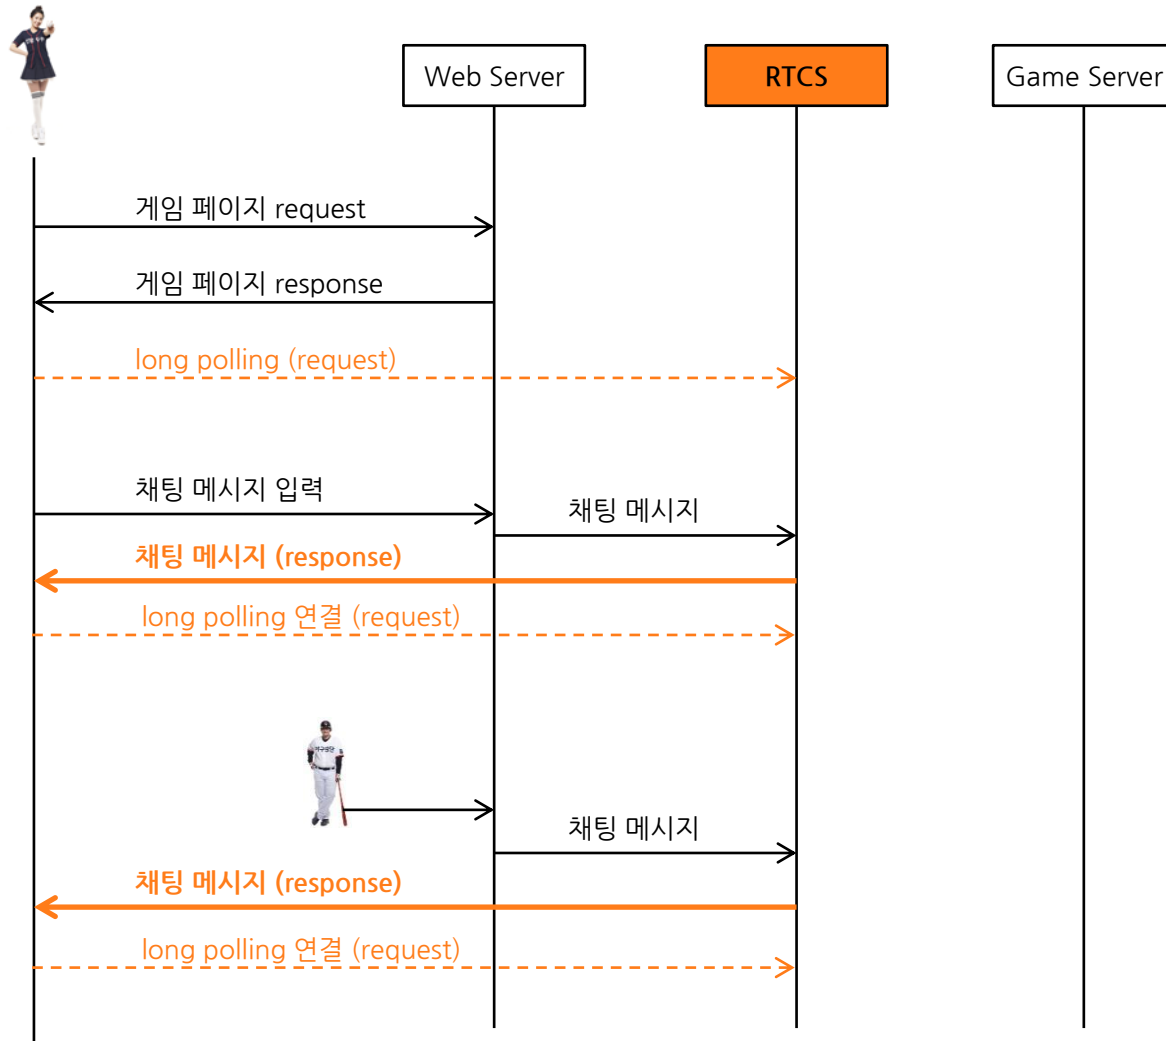 Web Server
RTCS
Game Server
게임 페이지 request
게임 페이지 response
long polling (request)
채팅 메시지 입력
채팅 메시지
채팅 메시지 (response)
long polling 연결 (request)
채팅 메시지
채팅 메시지 (response)
long polling 연결 (request)